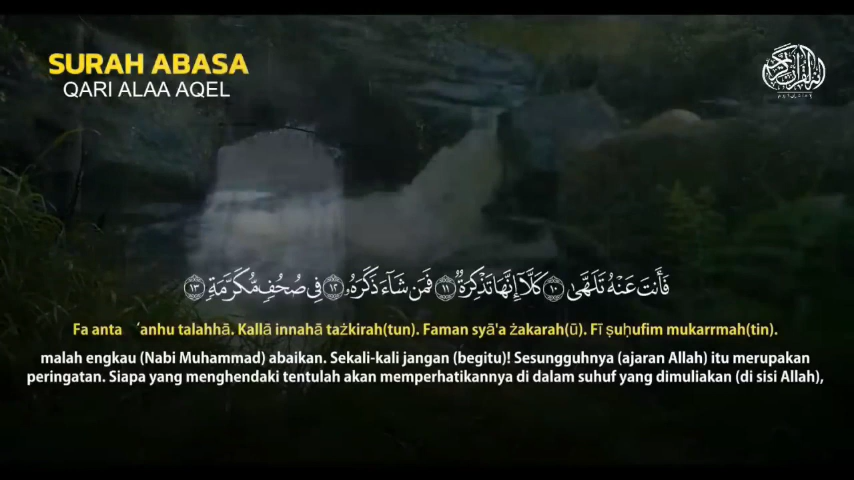 SURAH ABASA
QARI ALAA AQEL
فَأَنتَ عَنْهُ تَلَهَّىٰ ١٠ كَلَّآ إِنَّهَا تَذْكِرَةٌ ١١ فَمَن شَآءَ ذَكَرَهُۥ ١٢ فِى صُحُفٍ مُّكَرَّمَةٍ ١٣
Fa anta ‘anhu talahhā. Kallā innahā tażkirah(tun). Faman syā'a żakarah(ū). Fī ṣuḥufim mukarrmah(tin).
malah engkau (Nabi Muhammad) abaikan. Sekali-kali jangan (begitu)! Sesungguhnya (ajaran Allah) itu merupakan
peringatan. Siapa yang menghendaki tentulah akan memperhatikannya di dalam suhuf yang dimuliakan (di sisi Allah),